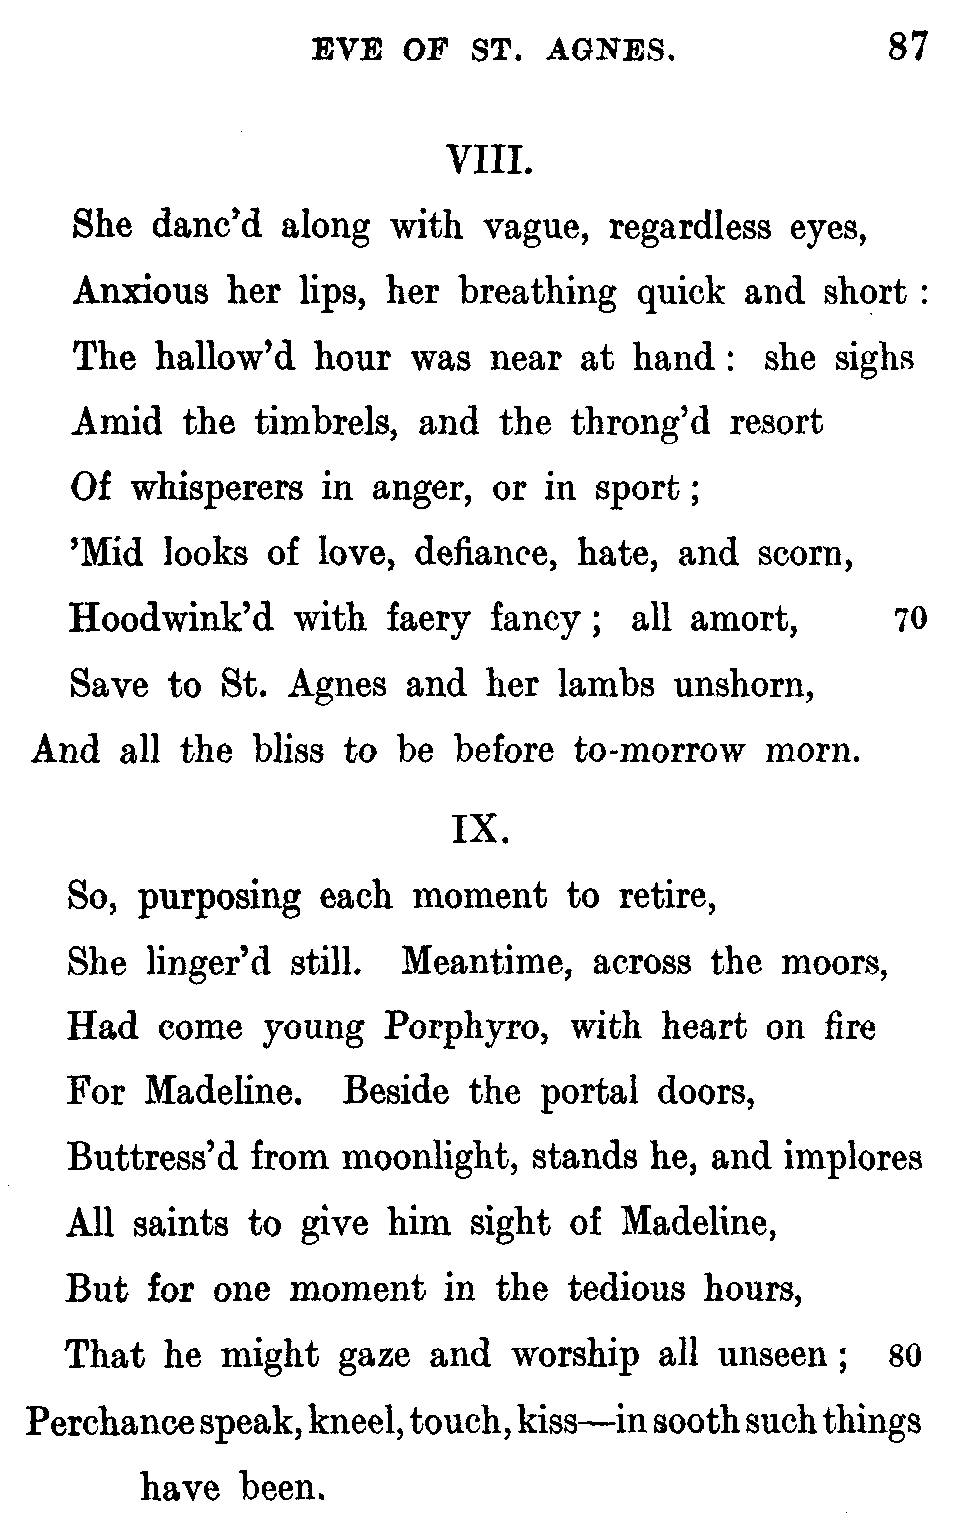 EVE OF ST. AGNES. 87
VIII.
She danc'd along with vague, regardless eyes,
Anxious her lips, her breathing quick and short :
The hallow'd hour was near at hand : she sighs
Amid the timbrels, and the throng'd resort
Of whisperers in anger, or in sport ;
'Mid looks of love, defiance, hate, and scorn,
Hoodwink'd with faery fancy ; all amort, 70
Save to St. Agnes and her lambs unshorn,
And all the bliss to be before to-morrow morn.
IX.
So, purposing each moment to retire,
She linger'd still. Meantime, across the moors,
Had come young Porphyro, with heart on fire
For Madeline. Beside the portal doors,
Buttress'd from moonlight, stands he, and implores
All saints to give him sight of Madeline,
But for one moment in the tedious hours,
That he might gaze and worship all unseen ; 80
Perchance speak, kneel, touch, kiss—in sooth such things
have been.